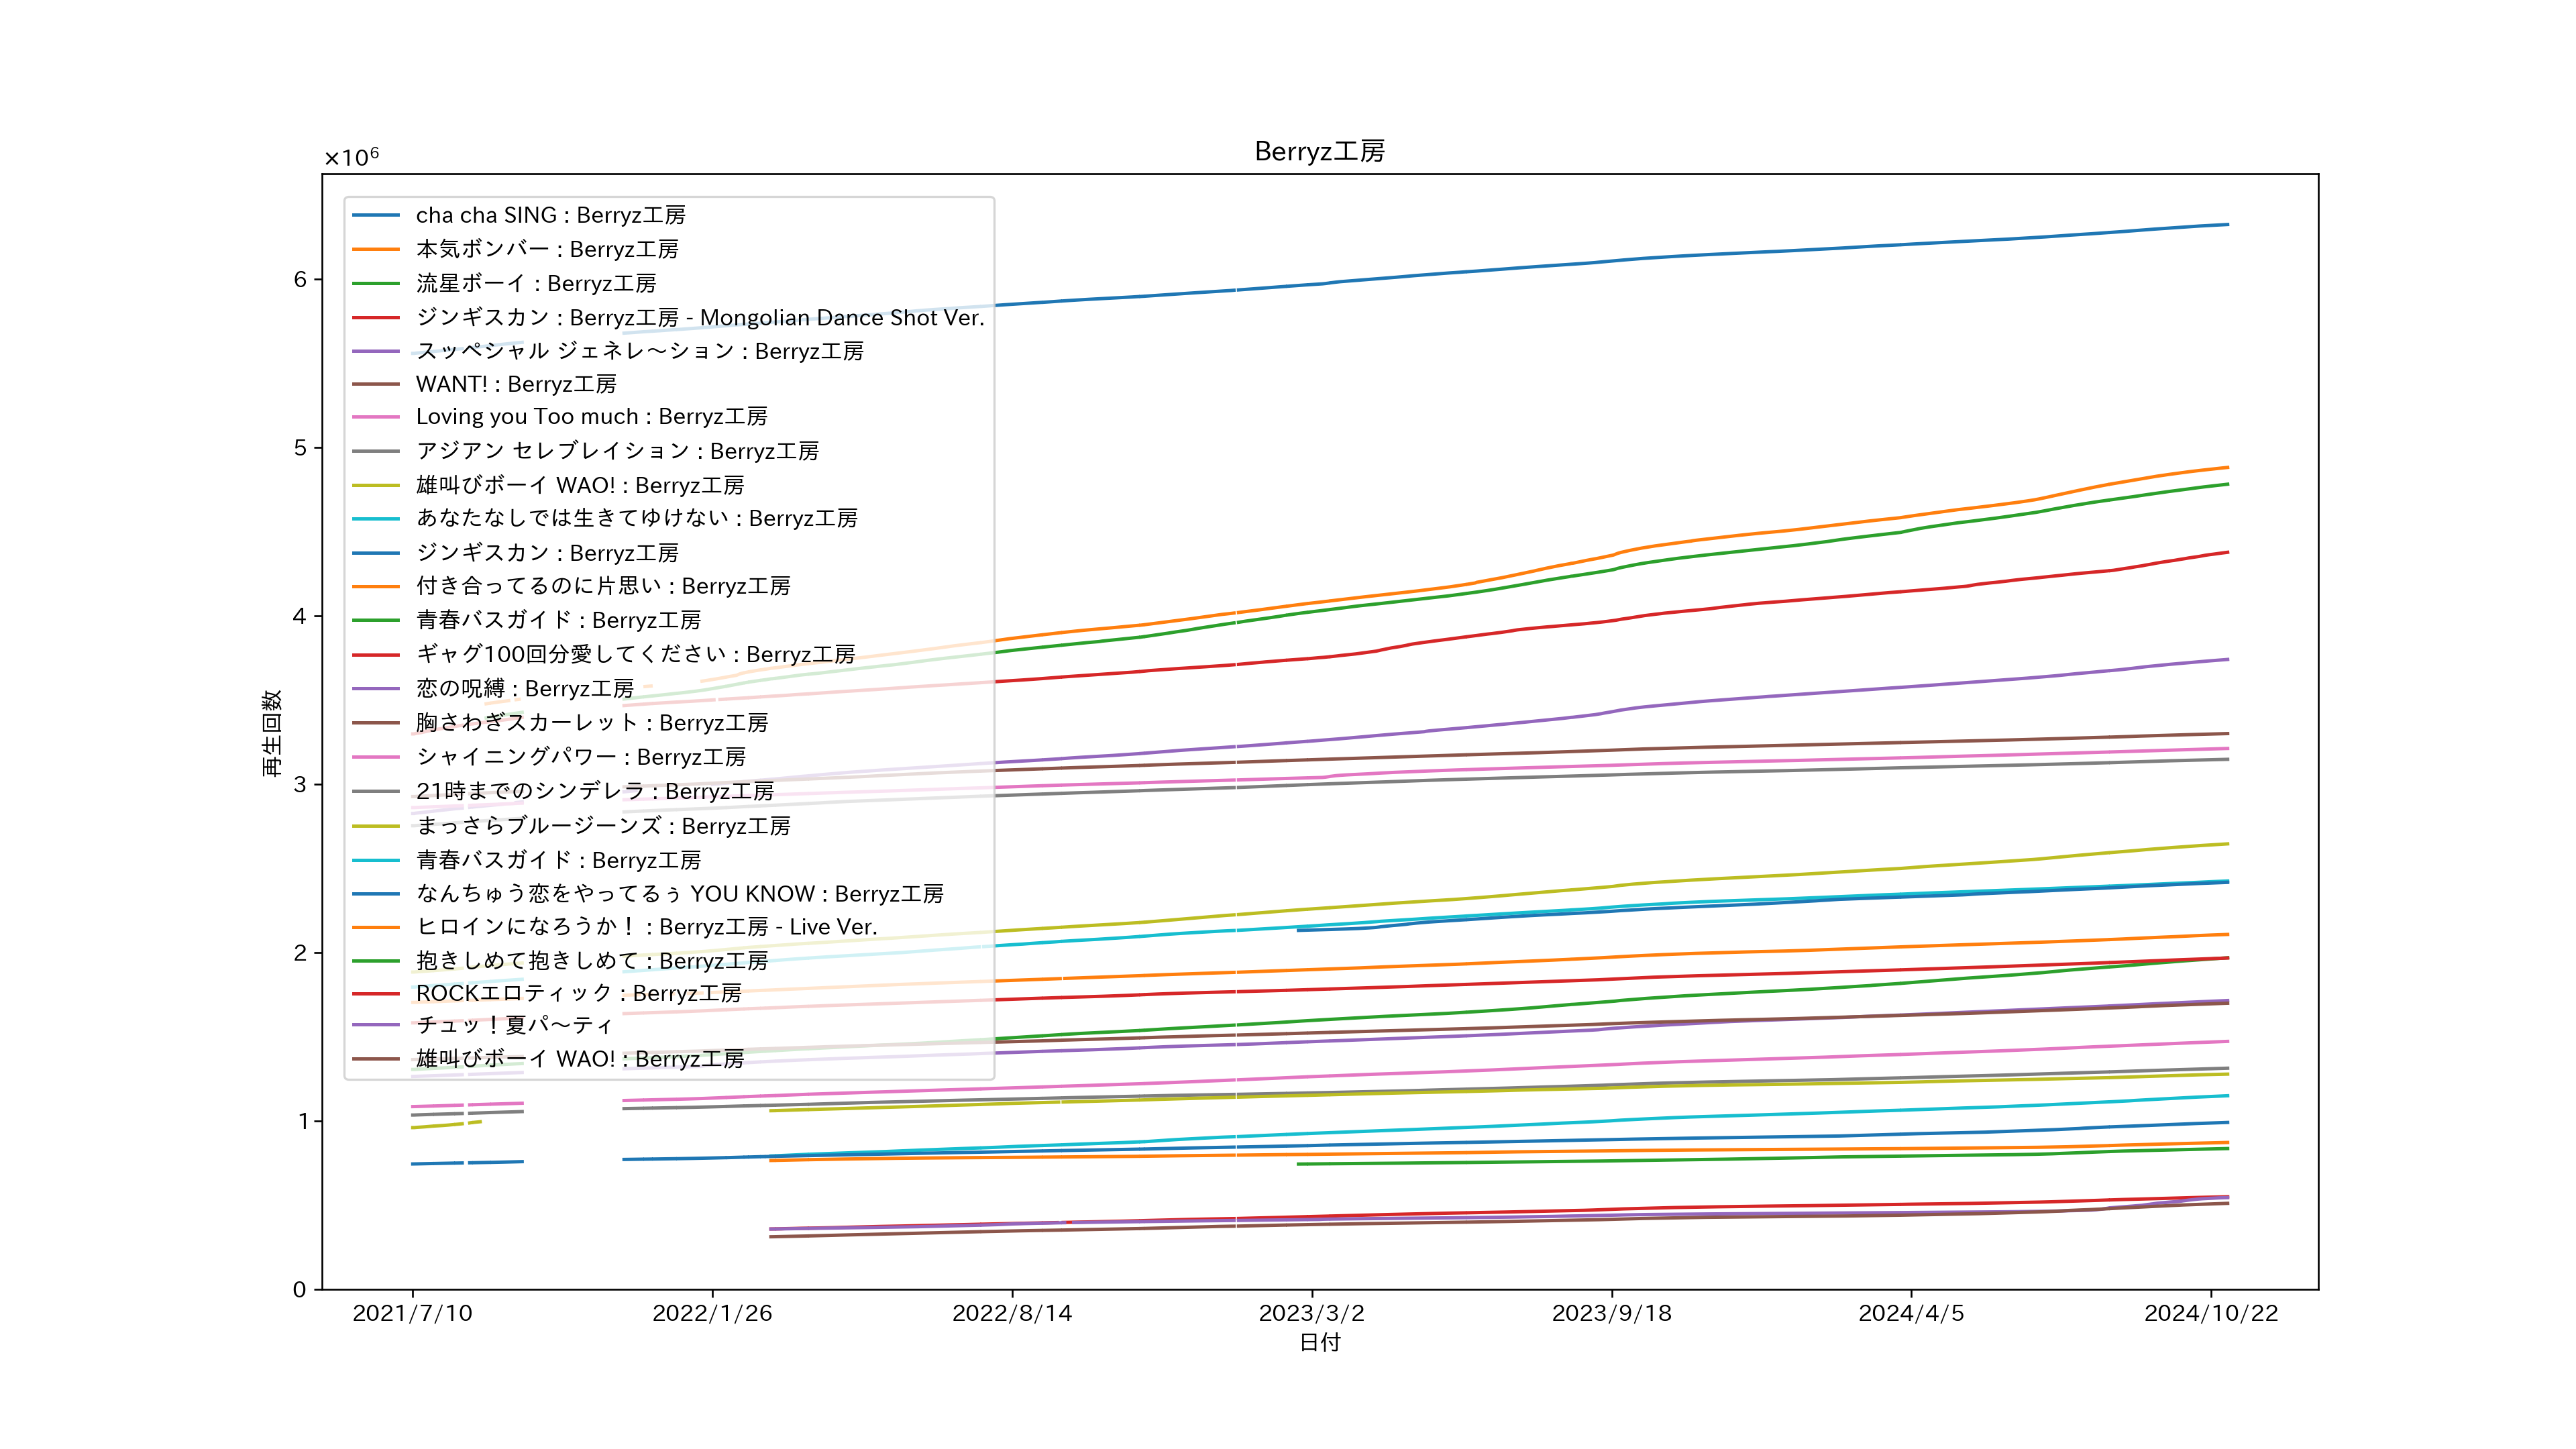 Berryz工房
×10⁶
cha cha SING : Berryz工房
本気ボンバー : Berryz工房
流星ボーイ : Berryz工房
ジンギスカン : Berryz工房 - Mongolian Dance Shot Ver.
スッペシャル ジェネレ～ション : Berryz工房
WANT! : Berryz工房
Loving you Too much : Berryz工房
アジアン セレブレイション : Berryz工房
雄叫びボーイ WAO! : Berryz工房
あなたなしでは生きてゆけない : Berryz工房
ジンギスカン : Berryz工房
付き合ってるのに片思い : Berryz工房
青春バスガイド : Berryz工房
ギャグ100回分愛してください : Berryz工房
恋の呪縛 : Berryz工房
胸さわぎスカーレット : Berryz工房
シャイニングパワー : Berryz工房
21時までのシンデレラ : Berryz工房
まっさらブルージーンズ : Berryz工房
青春バスガイド : Berryz工房
なんちゅう恋をやってるぅ YOU KNOW : Berryz工房
ヒロインになろうか！ : Berryz工房 - Live Ver.
抱きしめて抱きしめて : Berryz工房
ROCKエロティック : Berryz工房
チュッ！夏パ～ティ
雄叫びボーイ WAO! : Berryz工房
6
5
4
3
2
1
0
再生回数
2021/7/10 2022/1/26 2022/8/14 2023/3/2 2023/9/18 2024/4/5 2024/10/22
日付